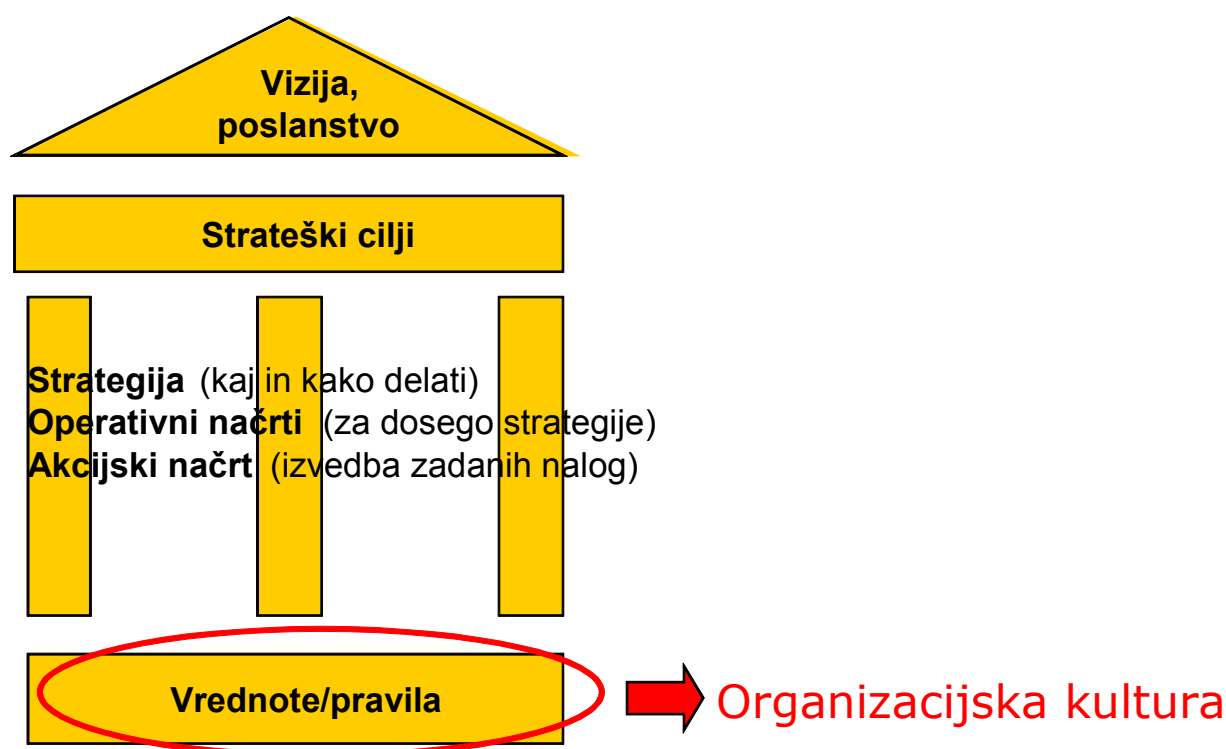 Vizija,
poslanstvo
Strateški cilji
Strategija (kaj in kako delati)
Operativni načrti (za dosego strategije)
Akcijski načrt (izvedba zadanih nalog)
Vrednote/pravila
Organizacijska kultura